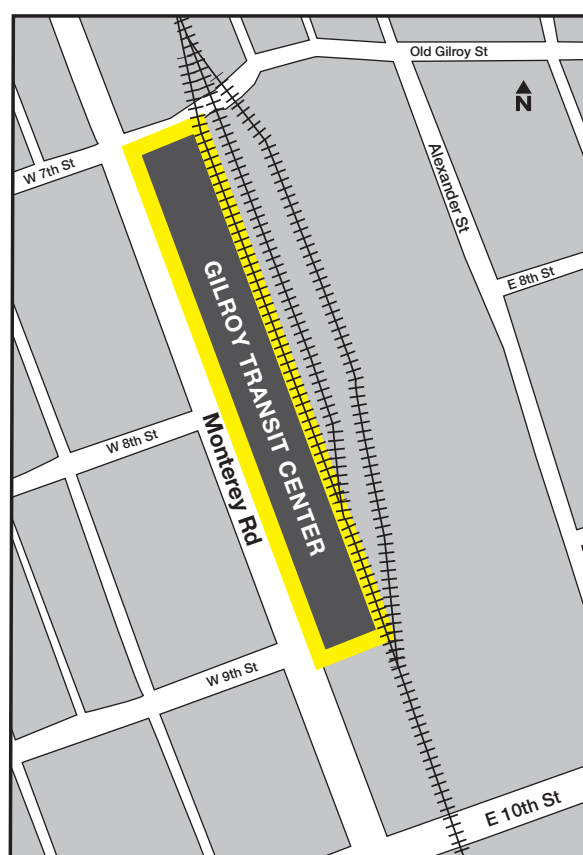 Old Gilroy St
N
W 7th St
Alexander St
E 8th St
GILROY TRANSIT CENTER
W 8th St
Monterey Rd
W 9th St
E 10th St